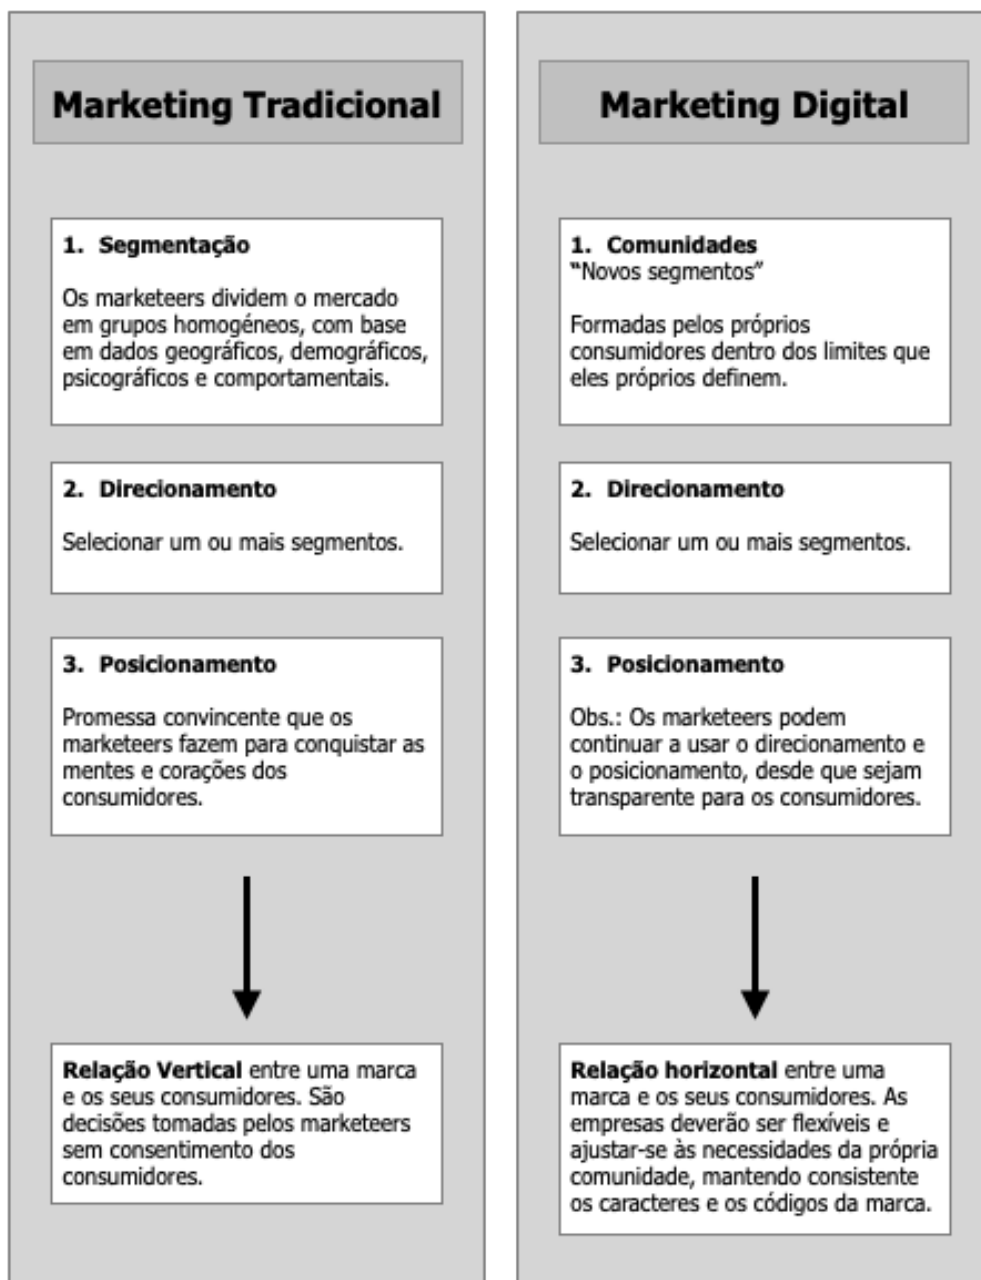 Marketing Tradicional
1. Segmentação
Os marketeers dividem o mercado
em grupos homogéneos, com base
em dados geográficos, demográficos,
psicográficos e comportamentais.
2. Direcionamento
Selecionar um ou mais segmentos.
3. Posicionamento
Promessa convincente que os
marketeers fazem para conquistar as
mentes e corações dos
consumidores.
Relação Vertical entre uma marca
e os seus consumidores. São
decisões tomadas pelos marketeers
sem consentimento dos
consumidores.
Marketing Digital
1. Comunidades
“Novos segmentos”
Formadas pelos próprios
consumidores dentro dos limites que
eles próprios definem.
2. Direcionamento
Selecionar um ou mais segmentos.
3. Posicionamento
Obs.: Os marketeers podem
continuar a usar o direcionamento e
o posicionamento, desde que sejam
transparente para os consumidores.
Relação horizontal entre uma
marca e os seus consumidores. As
empresas deverão ser flexíveis e
ajustar-se às necessidades da própria
comunidade, mantendo consistente
os caracteres e os códigos da marca.